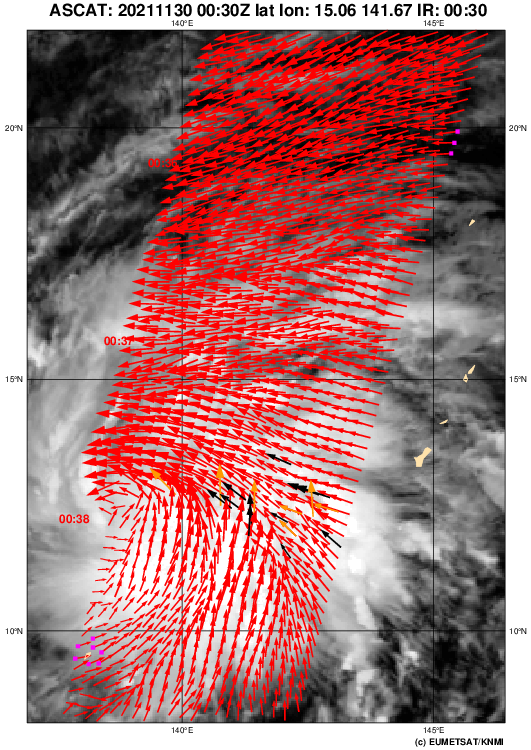 ASCAT: 20211130 00:30Z lat lon: 15.06 141.67 IR: 00:30
140°E 145°E
20°N 20°N
00:37
15°N 15°N
00:38
10°N 10°N
140°E 145°E
(c) EUMETSAT/KNMI